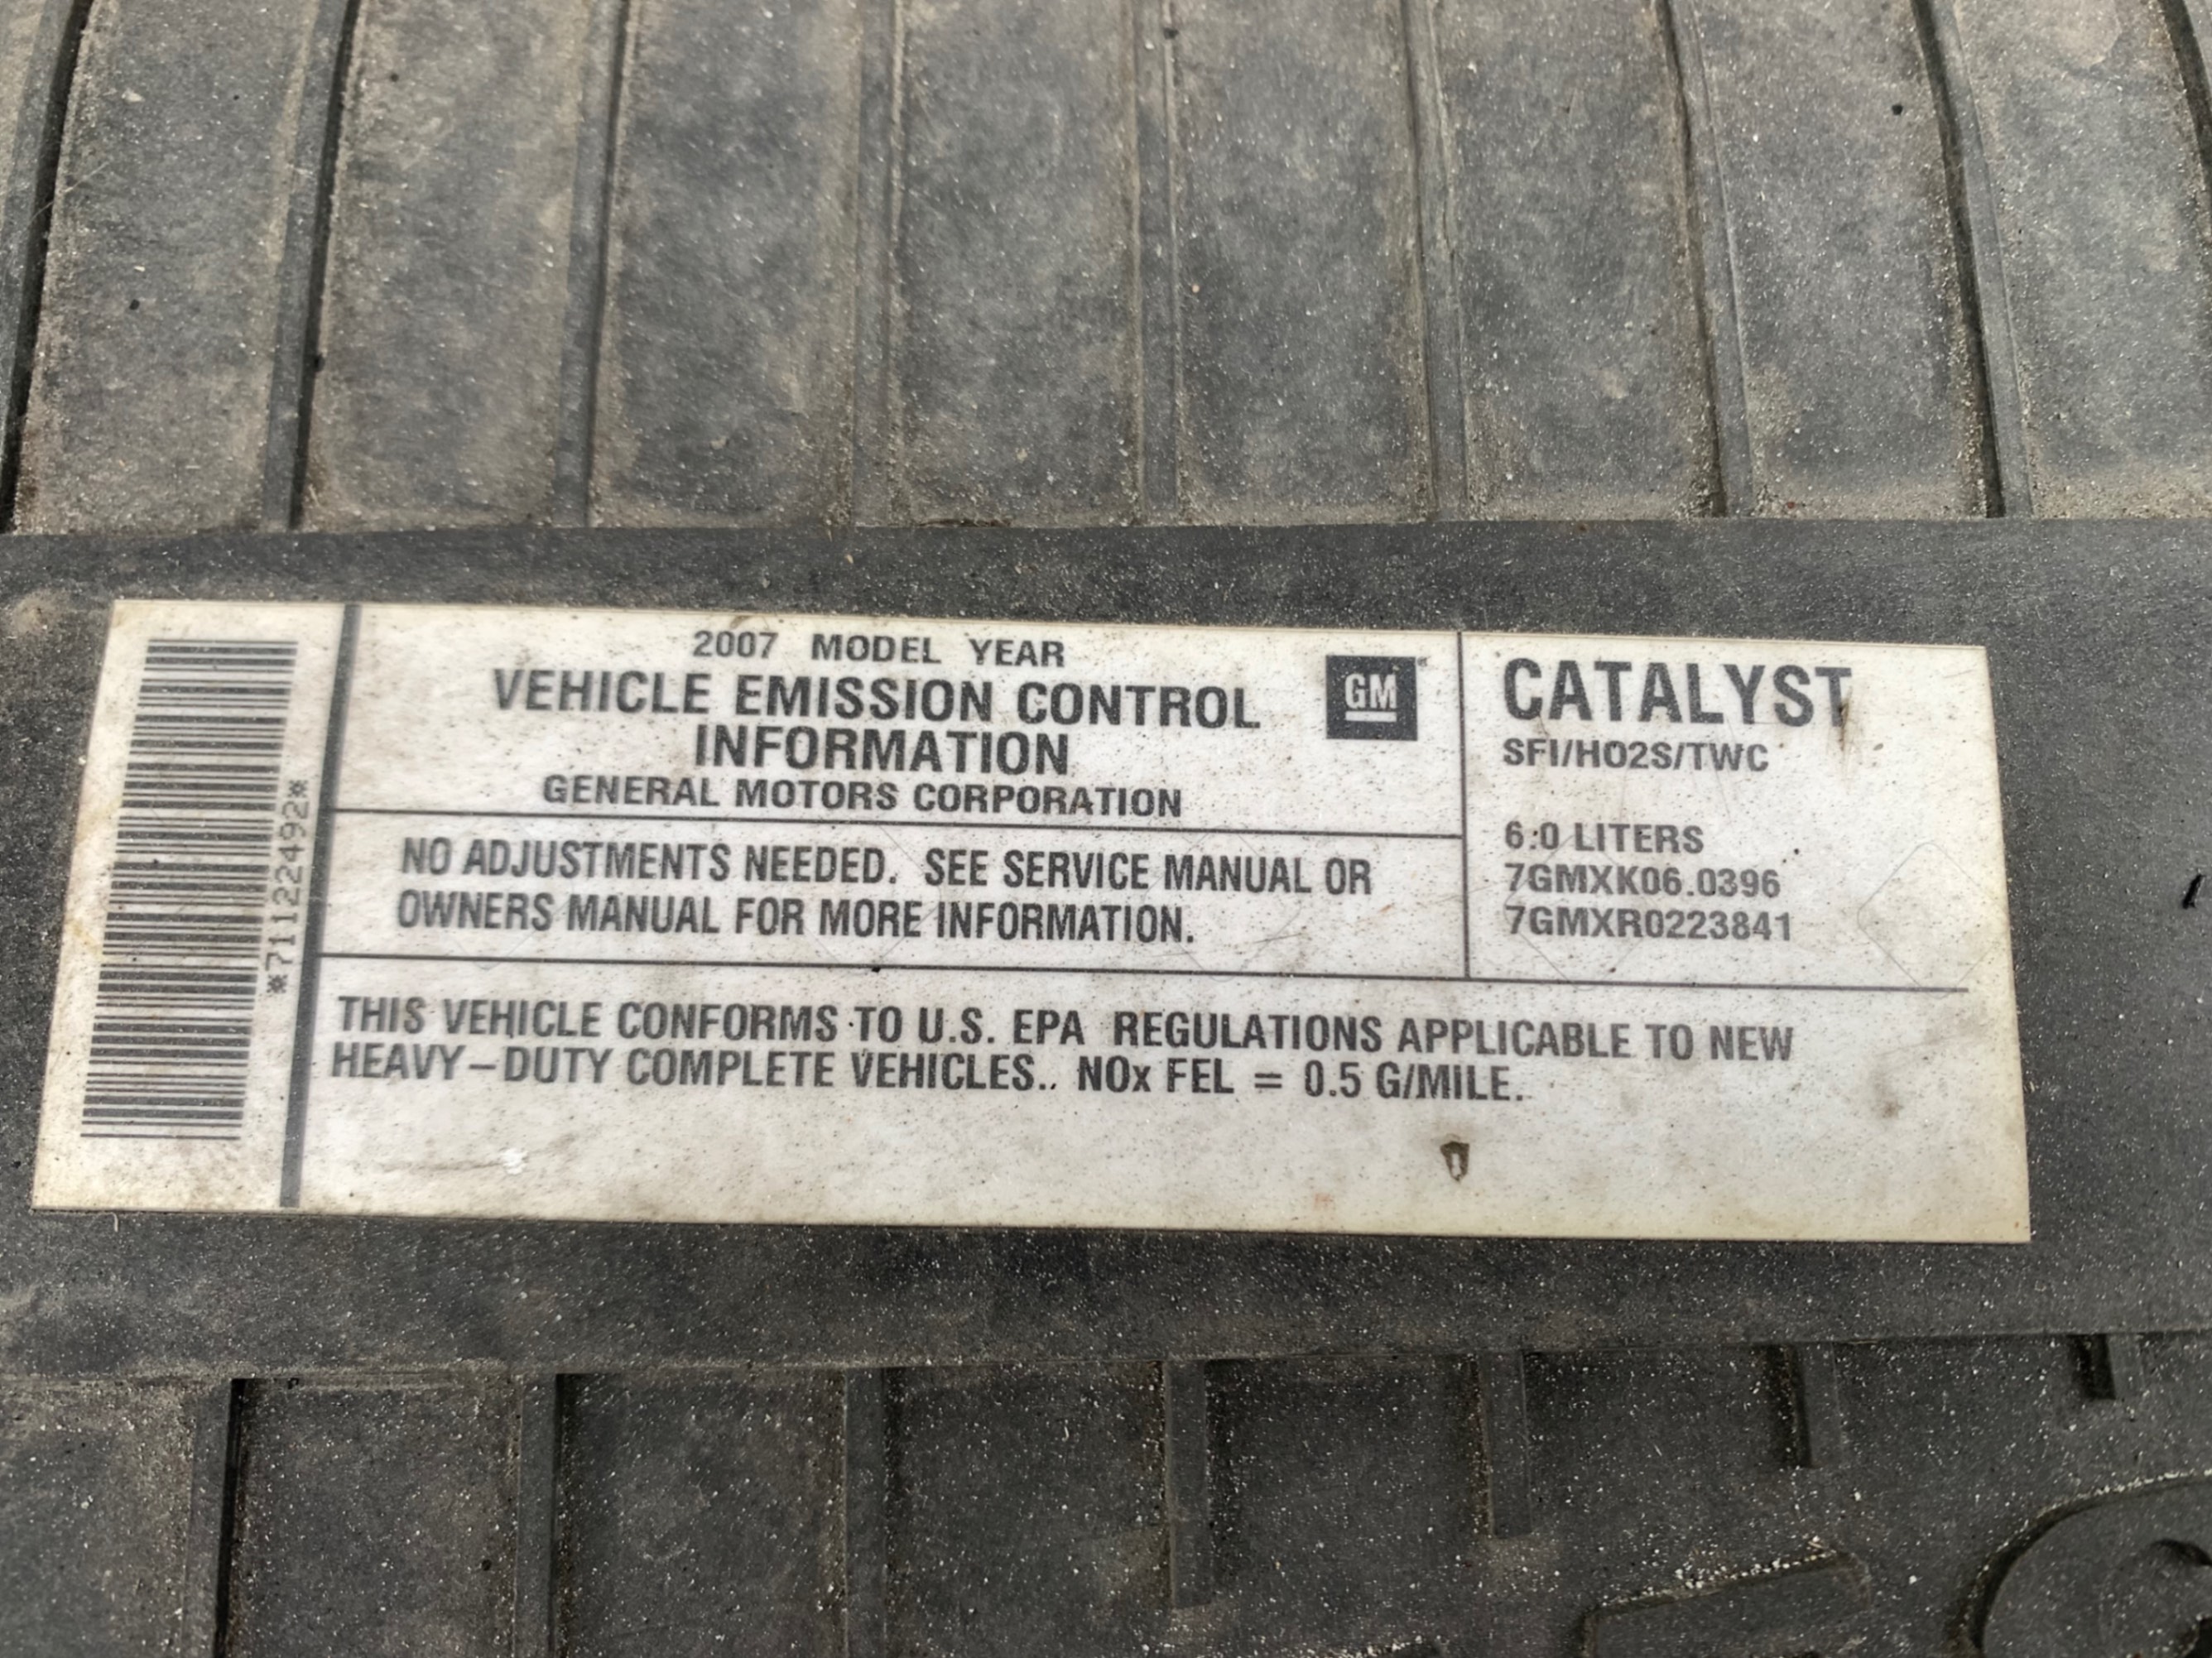 2007 MODEL YEAR
VEHICLE EMISSION CONTROL
INFORMATION
GENERAL MOTORS CORPORATION
GM
NO ADJUSTMENTS NEEDED. SEE SERVICE MANUAL OR
OWNERS MANUAL FOR MORE INFORMATION.
CATALYST
SFI/HO2S/TWC
6.0 LITERS
7GMXK06.0396
7GMXR0223841
THIS VEHICLE CONFORMS TO U.S. EPA REGULATIONS APPLICABLE TO NEW
HEAVY-DUTY COMPLETE VEHICLES.. NOx FEL = 0.5 G/MILE.
*711222492*